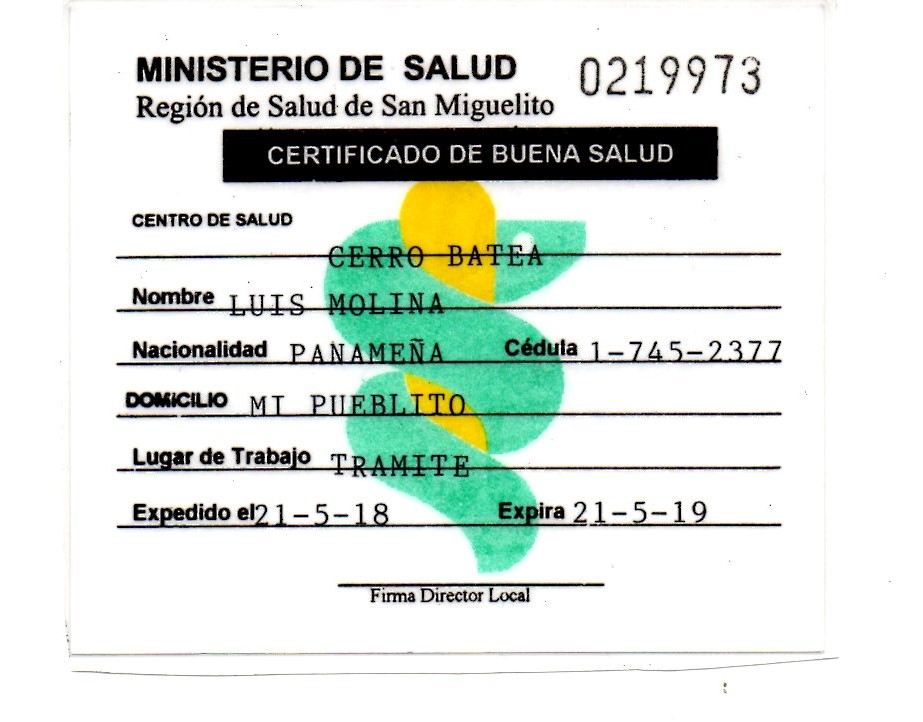 MINISTERIO DE SALUD 0219973
Región de Salud de San Miguelito
CERTIFICADO DE BUENA SALUD
CENTRO DE SALUD
CERRO BATEA
Nombre LUIS MOLINA
Nacionalidad PANAMEÑA Cédula 1-745-2377
DOMICILIO MI PUEBLITO
Lugar de Trabajo TRAMITE
Expedido el 21-5-18 Expira 21-5-19
Firma Director Local